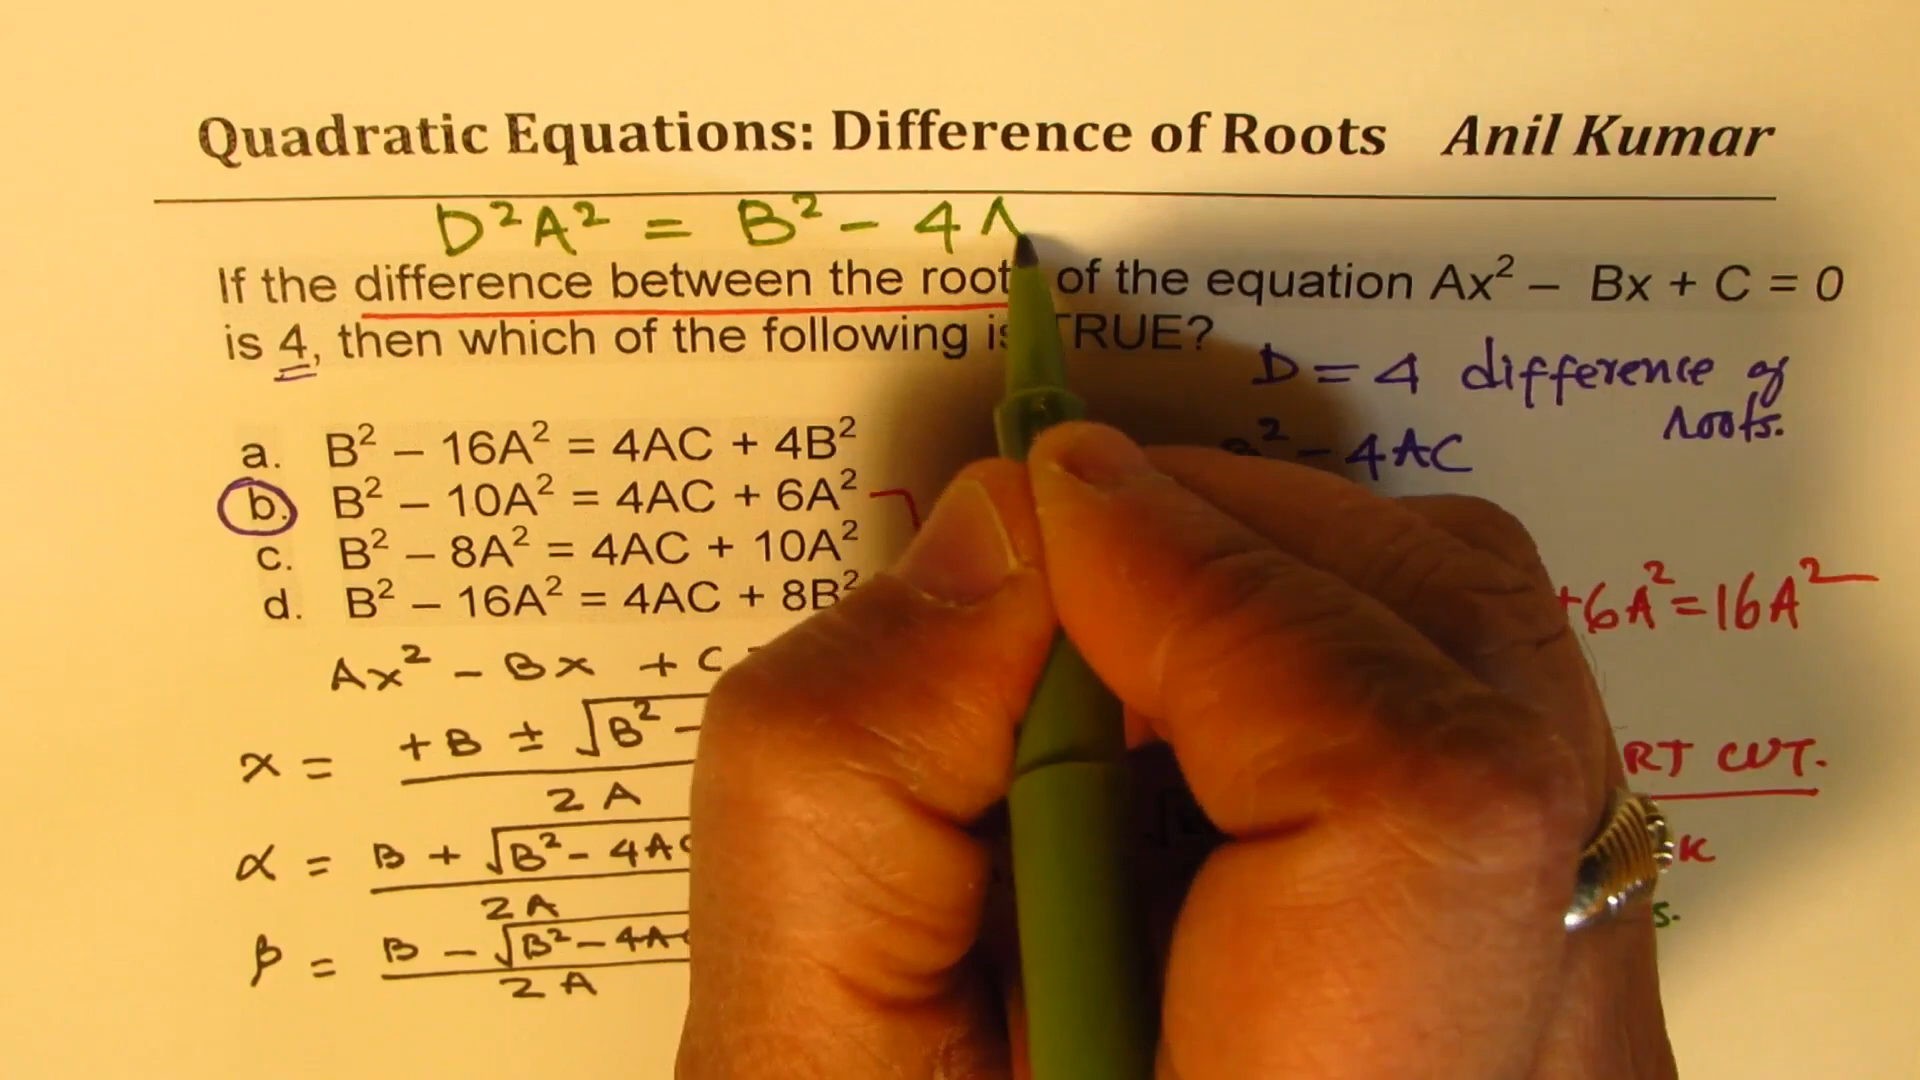 Quadratic Equations: Difference of Roots Anil Kumar
D²A² = B² - 4A
If the difference between the root of the equation Ax² – Bx + C = 0
is 4, then which of the following is TRUE?
D = 4 difference of
roots.
a. B² – 16A² = 4AC + 4B²
B² - 4AC
b. B² – 10A² = 4AC + 6A²
c. B² – 8A² = 4AC + 10A²
d. B² – 16A² = 4AC + 8B²
+6A² = 16A²
Ax² - Bx + C
x = +B ± √B² -
2A
RT CUT.
α = B + √B² - 4AC
2A
K
β = B - √B² - 4A
2A
s.